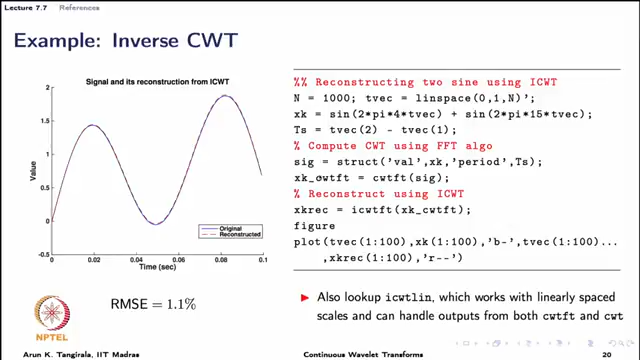 Lecture 7.7 References
Example: Inverse CWT
Signal and its reconstruction from ICWT
2
1.5
1
0.5
0
-0.5
Value
0 0.02 0.04 0.06 0.08 0.1
Time (sec)
Original
Reconstructed
RMSE = 1.1%
NPTEL
%% Reconstructing two sine using ICWT
N = 1000; tvec = linspace(0,1,N)';
xk = sin(2*pi*4*tvec) + sin(2*pi*15*tvec);
Ts = tvec(2) - tvec(1);
% Compute CWT using FFT algo
sig = struct('val',xk,'period',Ts);
xk_cwtft = cwtft(sig);
% Reconstruct using ICWT
xkrec = icwtft(xk_cwtft);
figure
plot(tvec(1:100),xk(1:100),'b-',tvec(1:100)...
,xkrec(1:100),'r--')
Also lookup icwtlin, which works with linearly spaced
scales and can handle outputs from both cwtft and cwt
Arun K. Tangirala, IIT Madras Continuous Wavelet Transforms 20